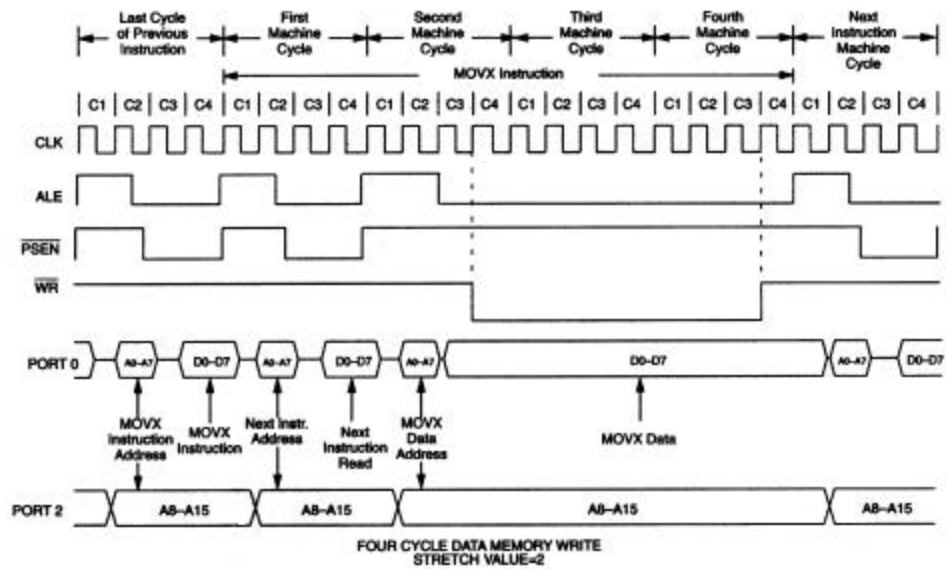 Last Cycle of Previous Instruction
First Machine Cycle
Second Machine Cycle
Third Machine Cycle
Fourth Machine Cycle
Next Instruction Machine Cycle
MOVX Instruction
C1 C2 C3 C4 C1 C2 C3 C4 C1 C2 C3 C4 C1 C2 C3 C4 C1 C2 C3 C4 C1 C2 C3 C4
CLK
ALE
PSEN
WR
PORT 0 A0–A7 D0–D7 A0–A7 D0–D7 A0–A7 D0–D7 A0–A7 D0–D7
MOVX Instruction Address
MOVX Instruction
Next Instr. Address
Next Instruction Read
MOVX Data Address
MOVX Data
PORT 2 A8–A15 A8–A15 A8–A15 A8–A15
FOUR CYCLE DATA MEMORY WRITE
STRETCH VALUE=2